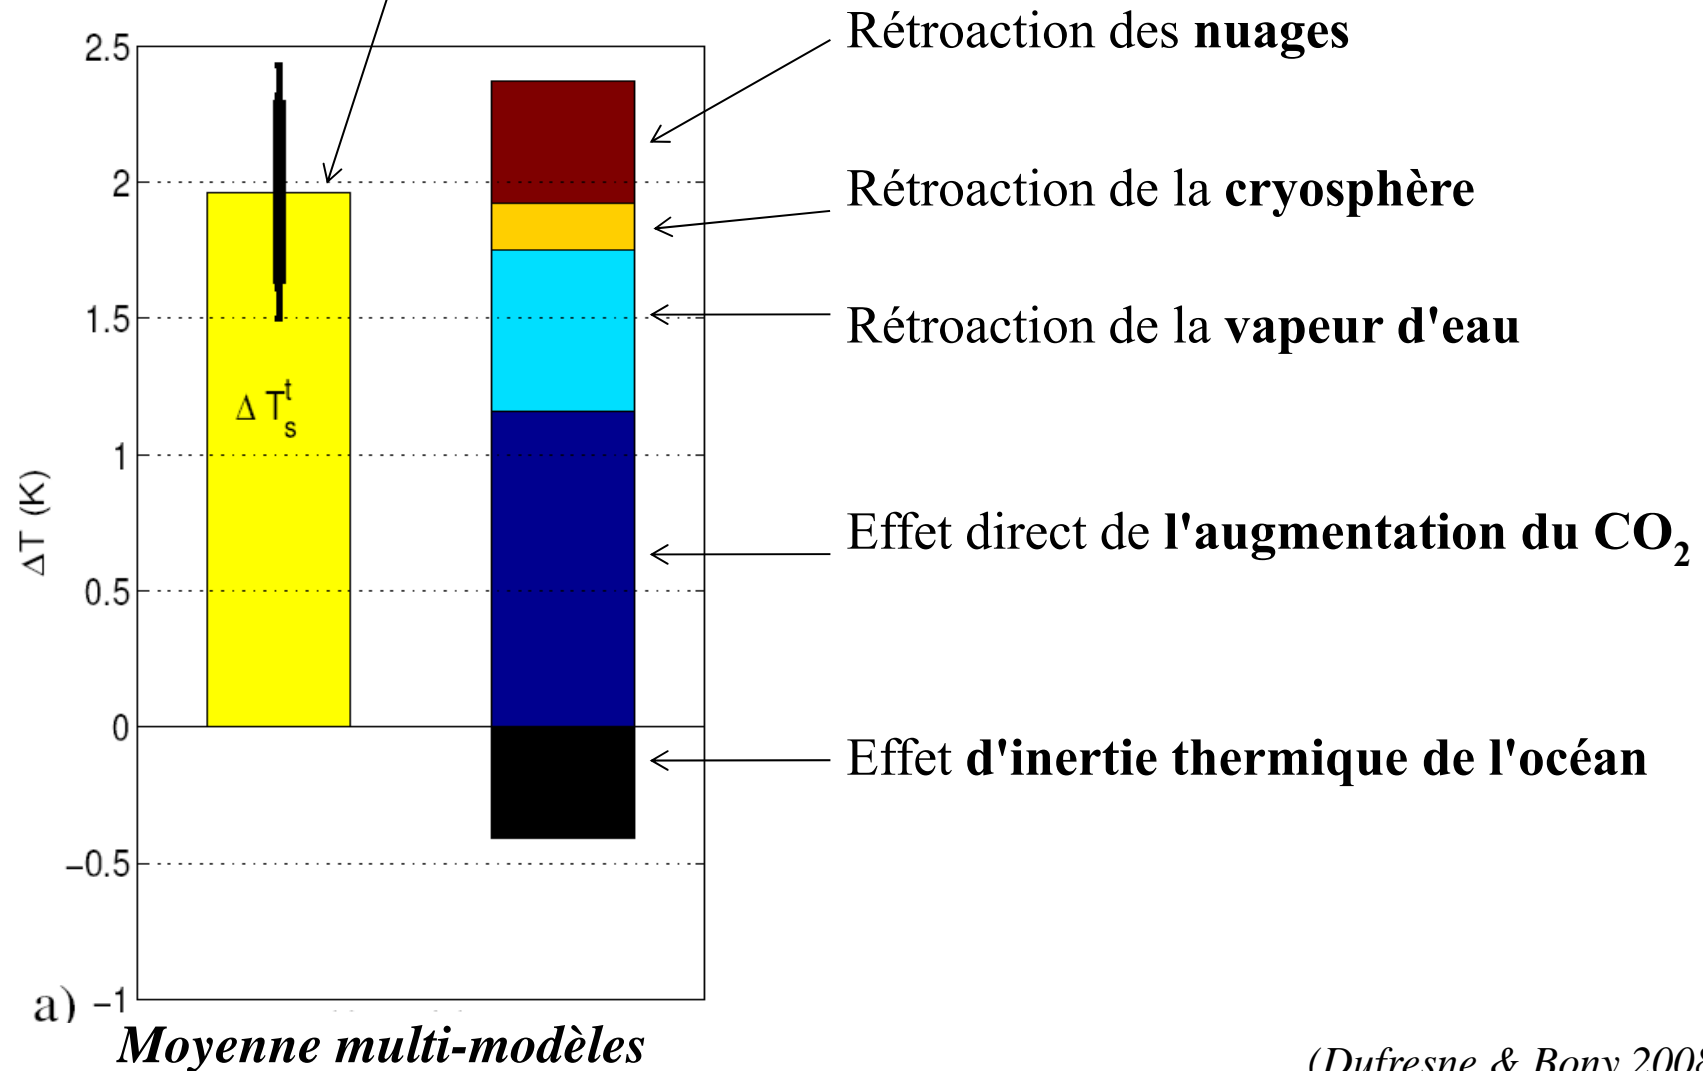 Rétroaction des nuages
Rétroaction de la cryosphère
Rétroaction de la vapeur d'eau
Effet direct de l'augmentation du CO₂
Effet d'inertie thermique de l'océan
2.5
2
1.5
1
0.5
0
−0.5
−1
ΔT (K)
Δ Tₛᵗ
a)
Moyenne multi-modèles
(Dufresne & Bony 2008